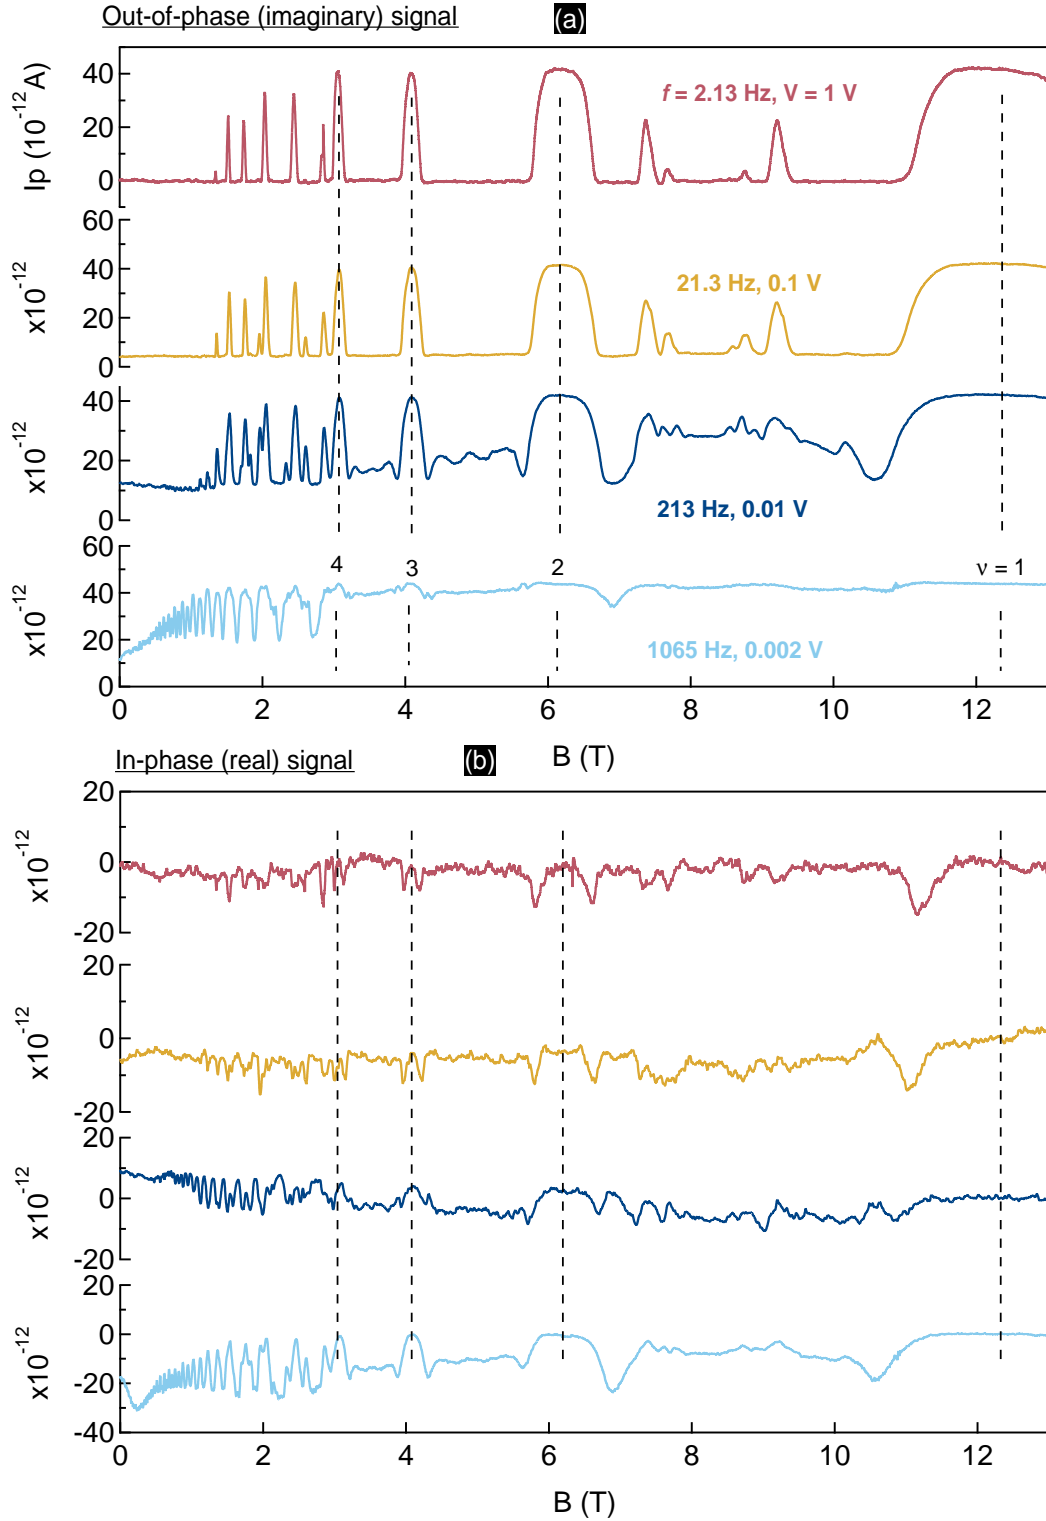 Out-of-phase (imaginary) signal
(a)
Ip (10⁻¹² A)
40
20
0
f = 2.13 Hz, V = 1 V
x10⁻¹²
60
40
20
0
21.3 Hz, 0.1 V
x10⁻¹²
40
20
0
213 Hz, 0.01 V
x10⁻¹²
60
40
20
0
4
3
2
ν = 1
1065 Hz, 0.002 V
0 2 4 6 8 10 12
B (T)
In-phase (real) signal
(b)
x10⁻¹²
20
0
-20
x10⁻¹²
20
0
-20
x10⁻¹²
20
0
-20
x10⁻¹²
20
0
-20
-40
0 2 4 6 8 10 12
B (T)